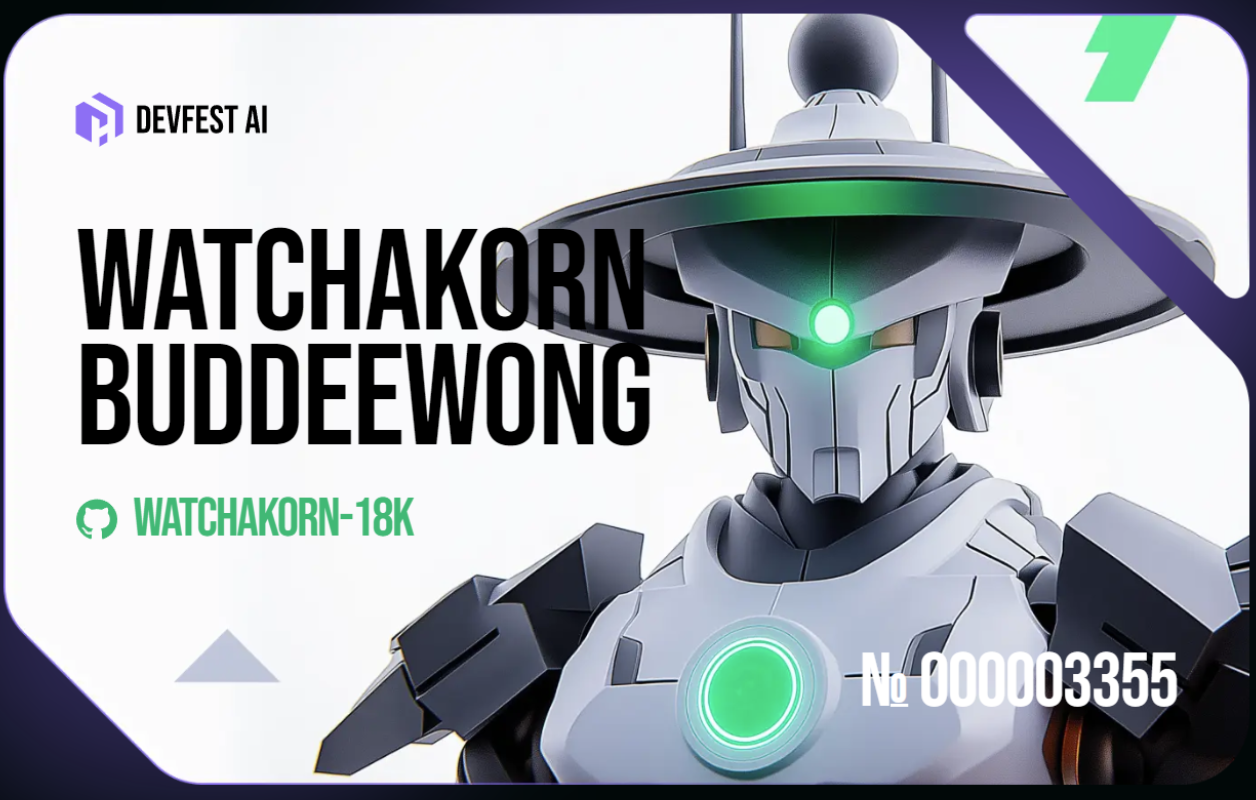 DEVFEST AI
WATCHAKORN
BUDDEEWONG
WATCHAKORN-18K
№ 000003355